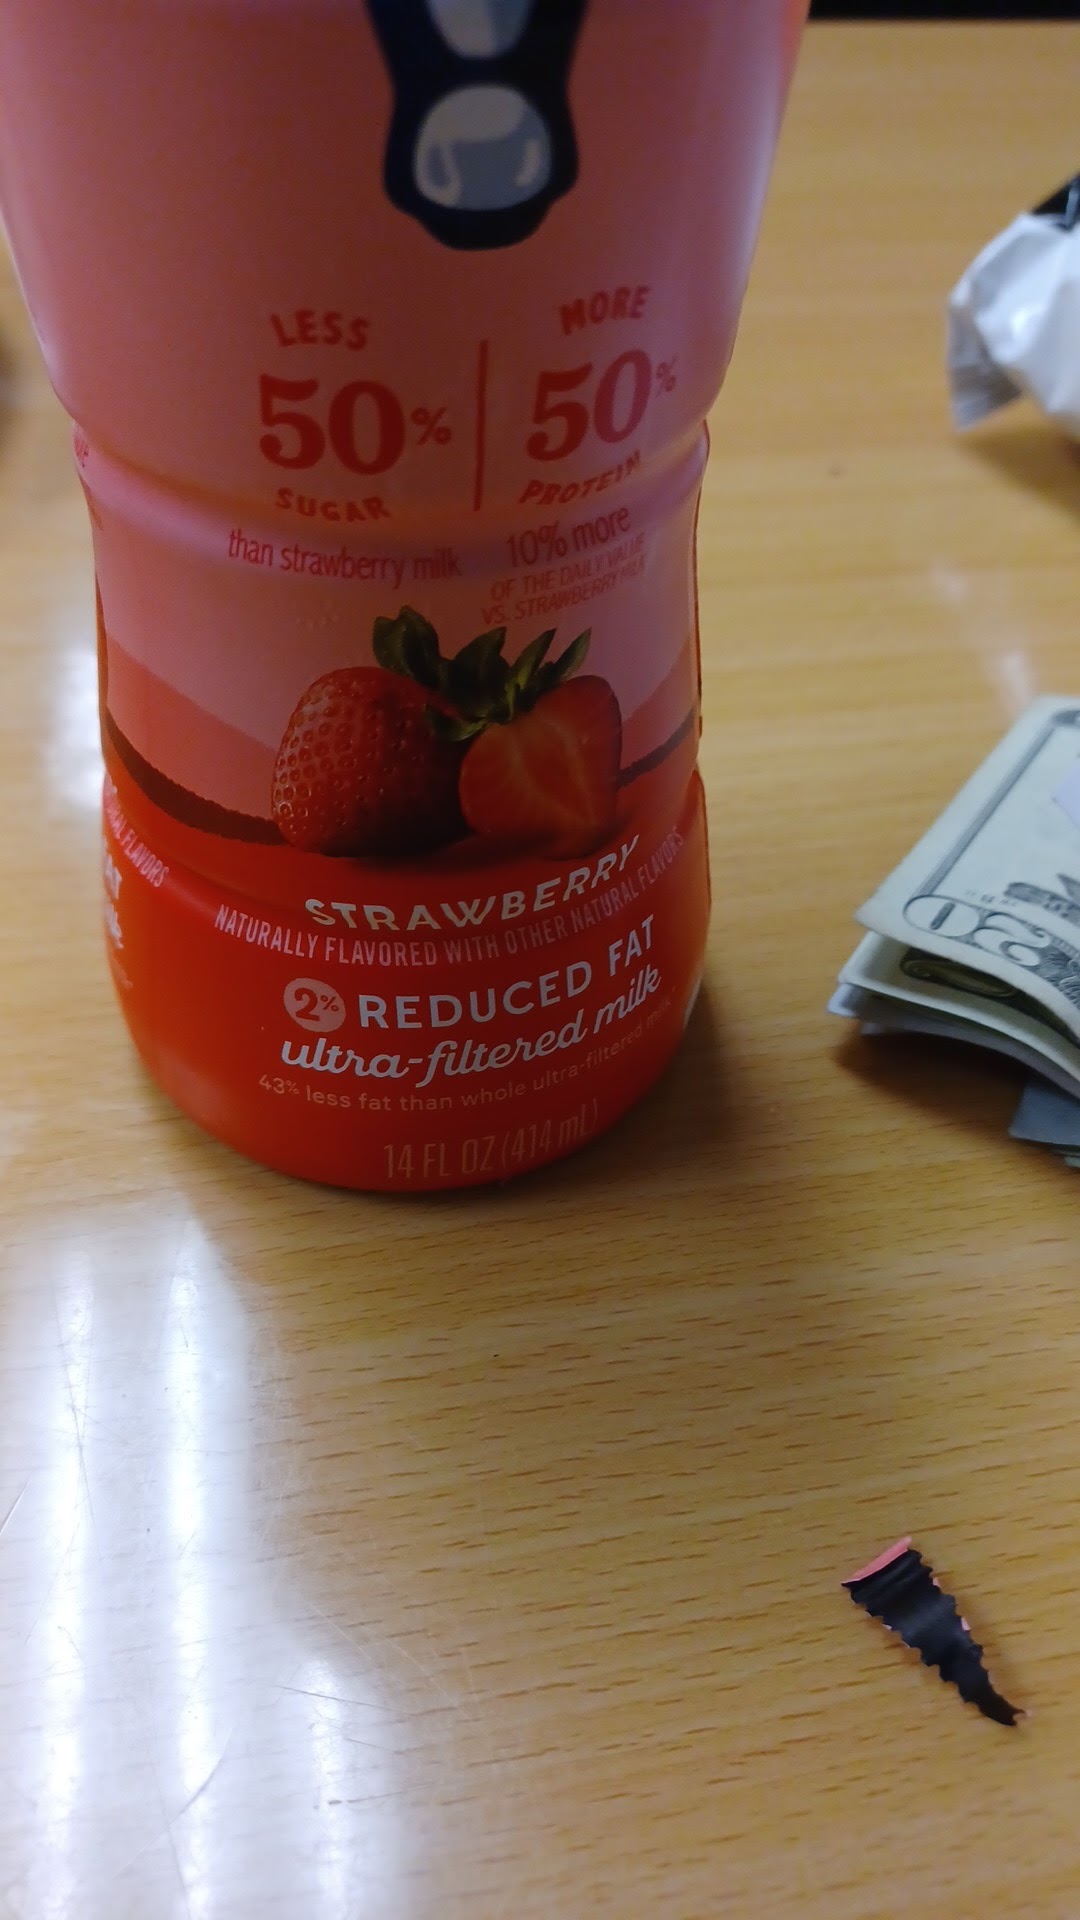 LESS
50%
SUGAR
than strawberry milk
MORE
50%
PROTEIN
10% more
OF THE DAILY VALUE
VS. STRAWBERRY MILK
STRAWBERRY
NATURALLY FLAVORED WITH OTHER NATURAL FLAVORS
2% REDUCED FAT
ultra-filtered milk
43% less fat than whole ultra-filtered milk
14 FL OZ (414 mL)
FLAVORS
20